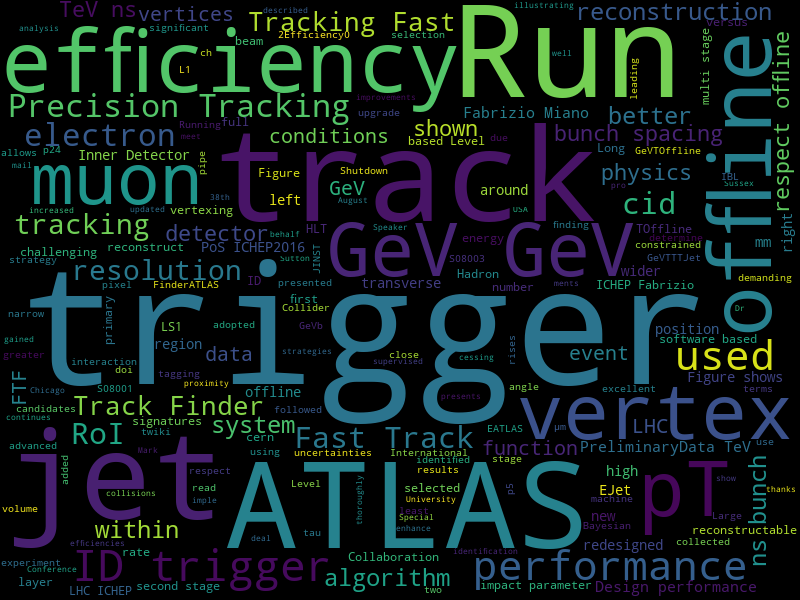 TeV ns
vertices
significant
described
Tracking Fast
illustrating
reconstruction
Versus
analysis
efficiency
beam
ch
L1
2Efficiency0
selection
well
Run
leading
multi stage
offline
respect offline
Precision Tracking
improvements
upgrade
Fabrizio Miano
better
electron
Running
full
conditions
shown
based Level
bunch spacing
meet
due
allows
p24
Inner Detector
pipe
track
Long
GeVTOffline
mail
38th
Figure
Shutdown
physics
IBL
Sussex
muon
left
GeV
August
around
pro
increased
updated
vertexing
behalf
Speaker
USA
cid
tracking
detector
HLT
finding
TOffline
determine
mm
right
challenging
reconstruct
PoS ICHEP2016
Sutton
JINST
GeV GeV
energy
S08003
constrained
GeVTTTJet
strategy
resolution
ID
presented
Hadron
wider
demanding
pixel
FinderATLAS
transverse
number
ICHEP Fabrizio
narrow
primary
first
Collider
GeVb
Dr
trigger
LS1
adopted
position
gained
interaction
region
strategies
rises
software based
greater
doi
data
close
cessing
event
used
FTF
tagging
proximity
supervised
angle
Figure shows
Chicago
S08001
offline
presents
excellent
terms
candidates
signatures
followed
μm
continues
Track Finder
system
EATLAS
vertex
LHC
RoI
twiki
Fast Track
function
PreliminaryData TeV
advanced
Mark
cern
uncertainties
International
stage
use
jet
added
using
identified
results
high
respect
ATLAS
thoroughly
Level
selected
p5
EJet
pT
show
volume
collisions
read
University
machine
thanks
within
imple
tau
Special
least
new
Bayesian
Large
ns bunch
rate
deal
enhance
reconstructable
efficiencies
redesigned
collected
experiment
Conference
Collaboration
identification
layer
ID trigger
algorithm
performance
LHC ICHEP
second stage
two
impact parameter
Design performance